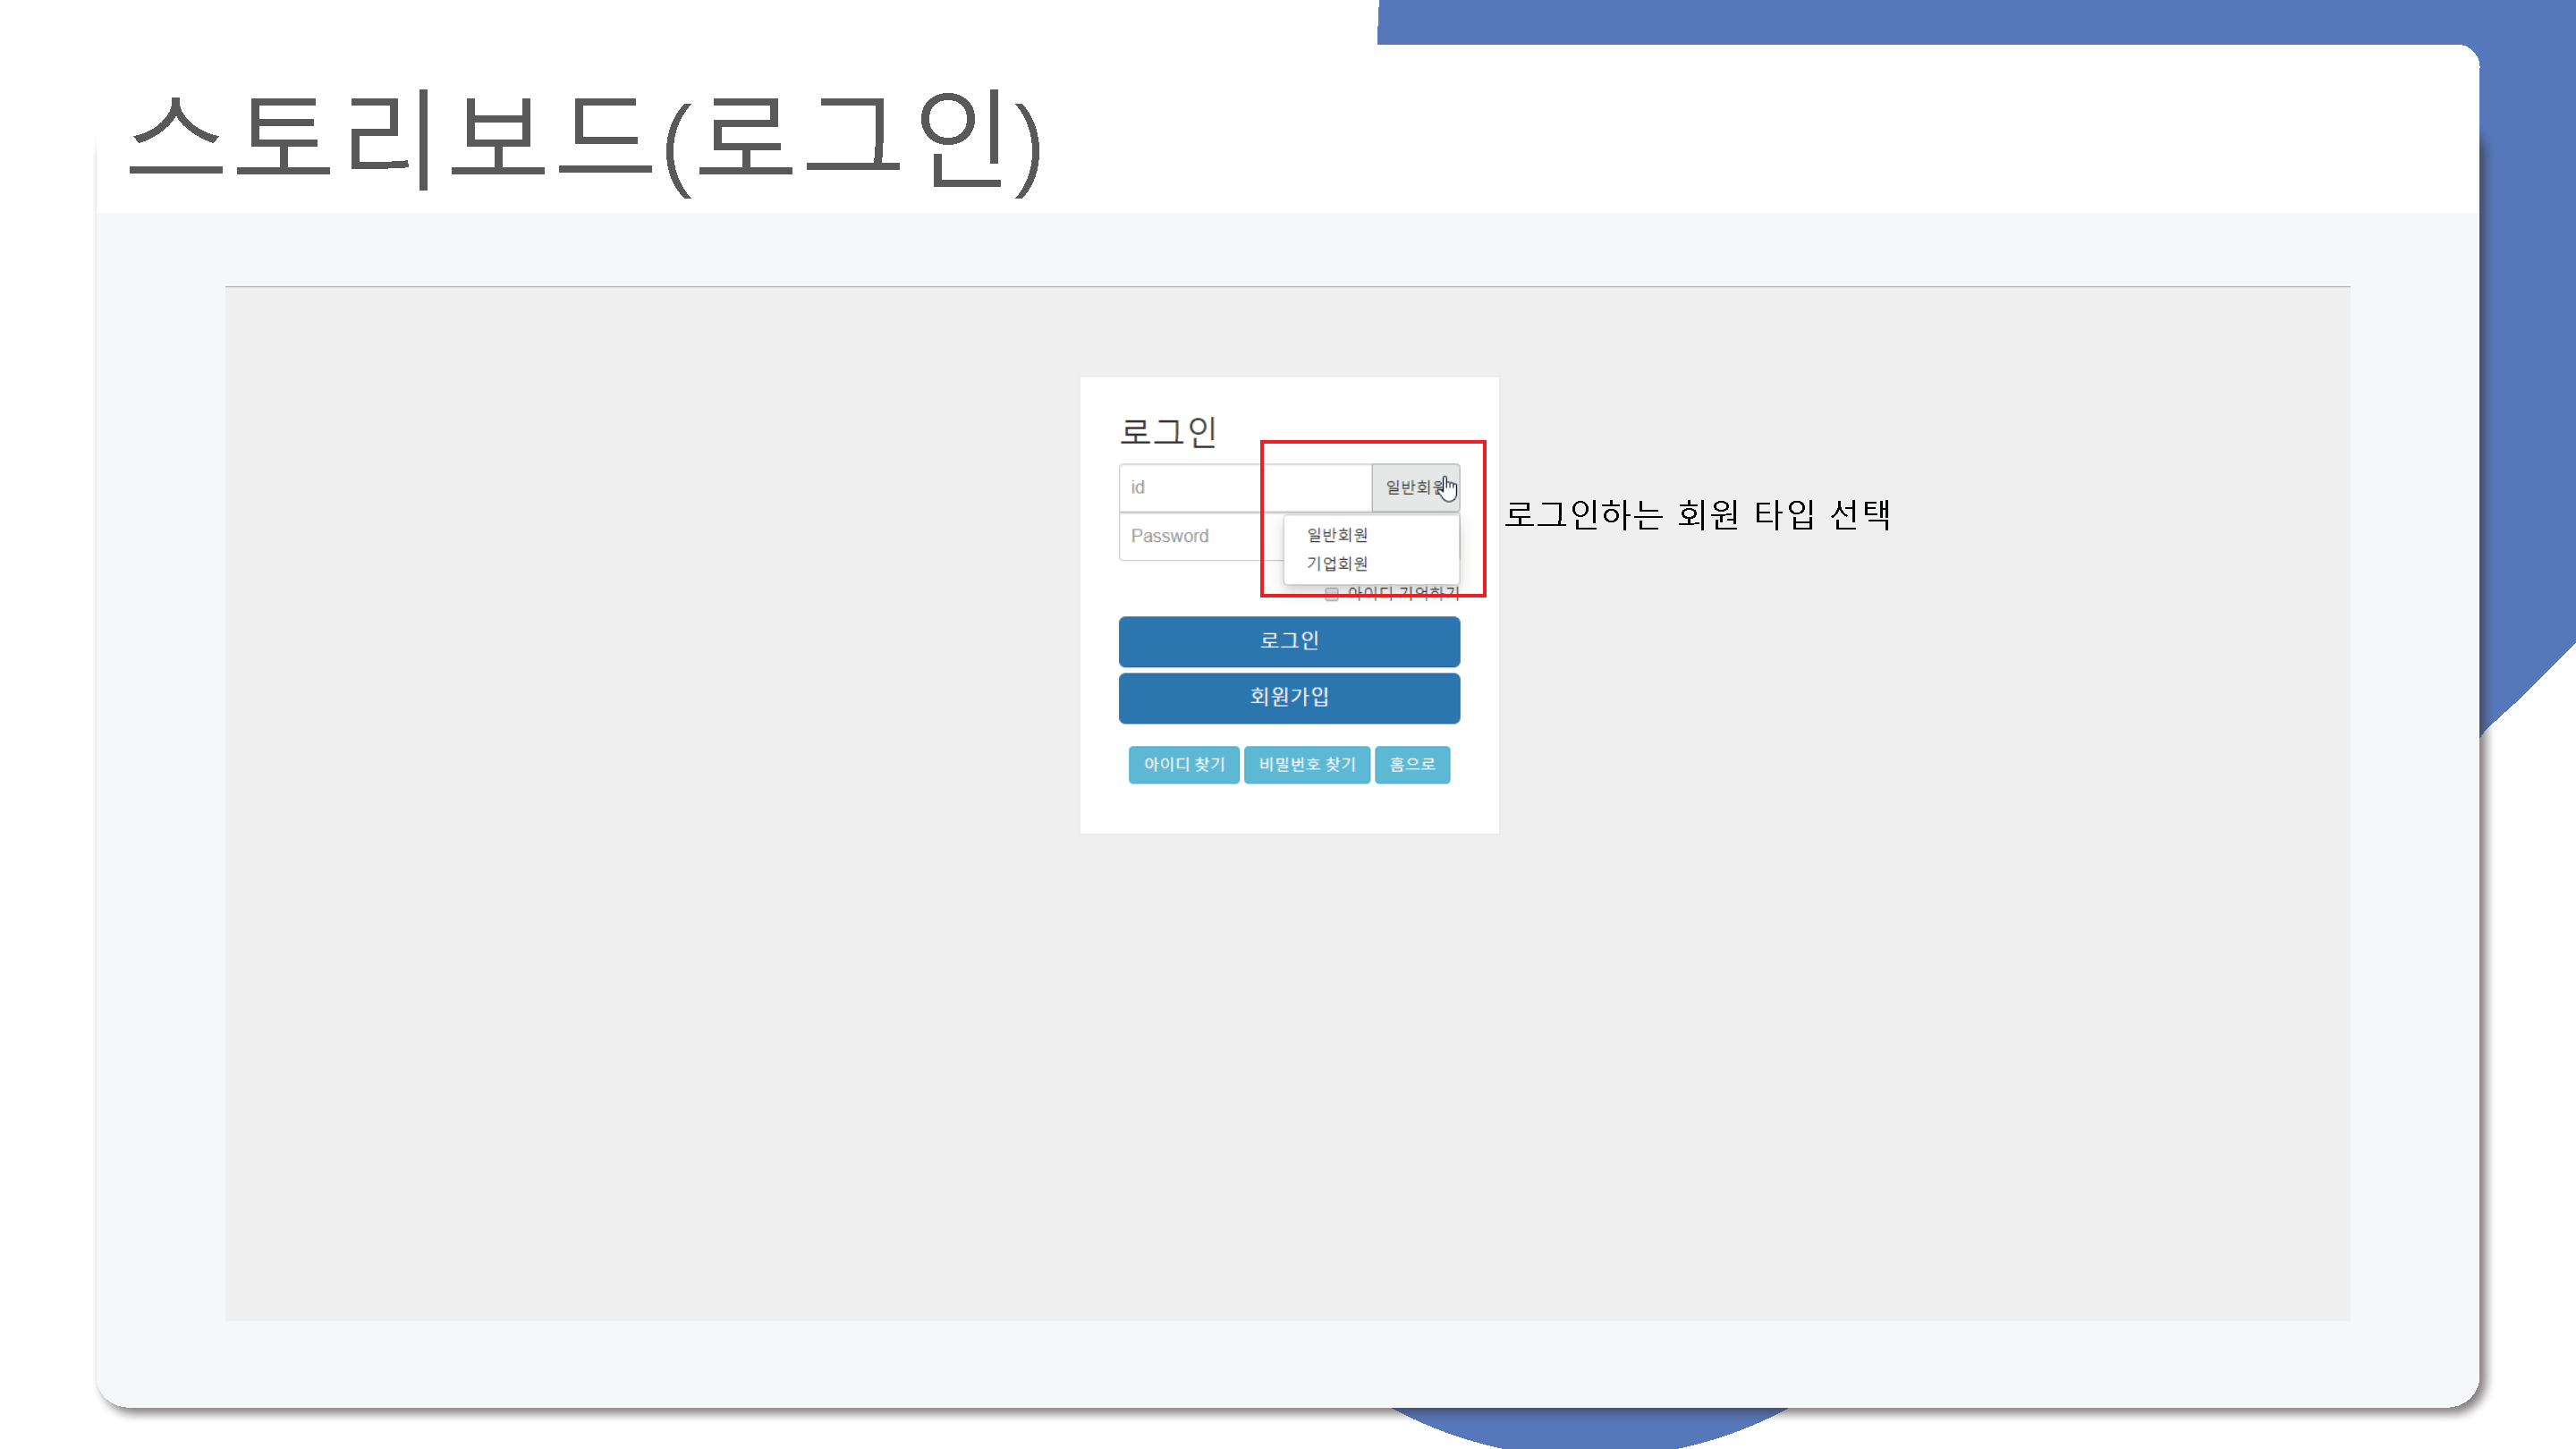 스토리보드(로그인)
로그인
id
일반회원
로그인하는 회원 타입 선택
Password
일반회원
기업회원
아이디 기억하기
로그인
회원가입
아이디 찾기 비밀번호 찾기 홈으로